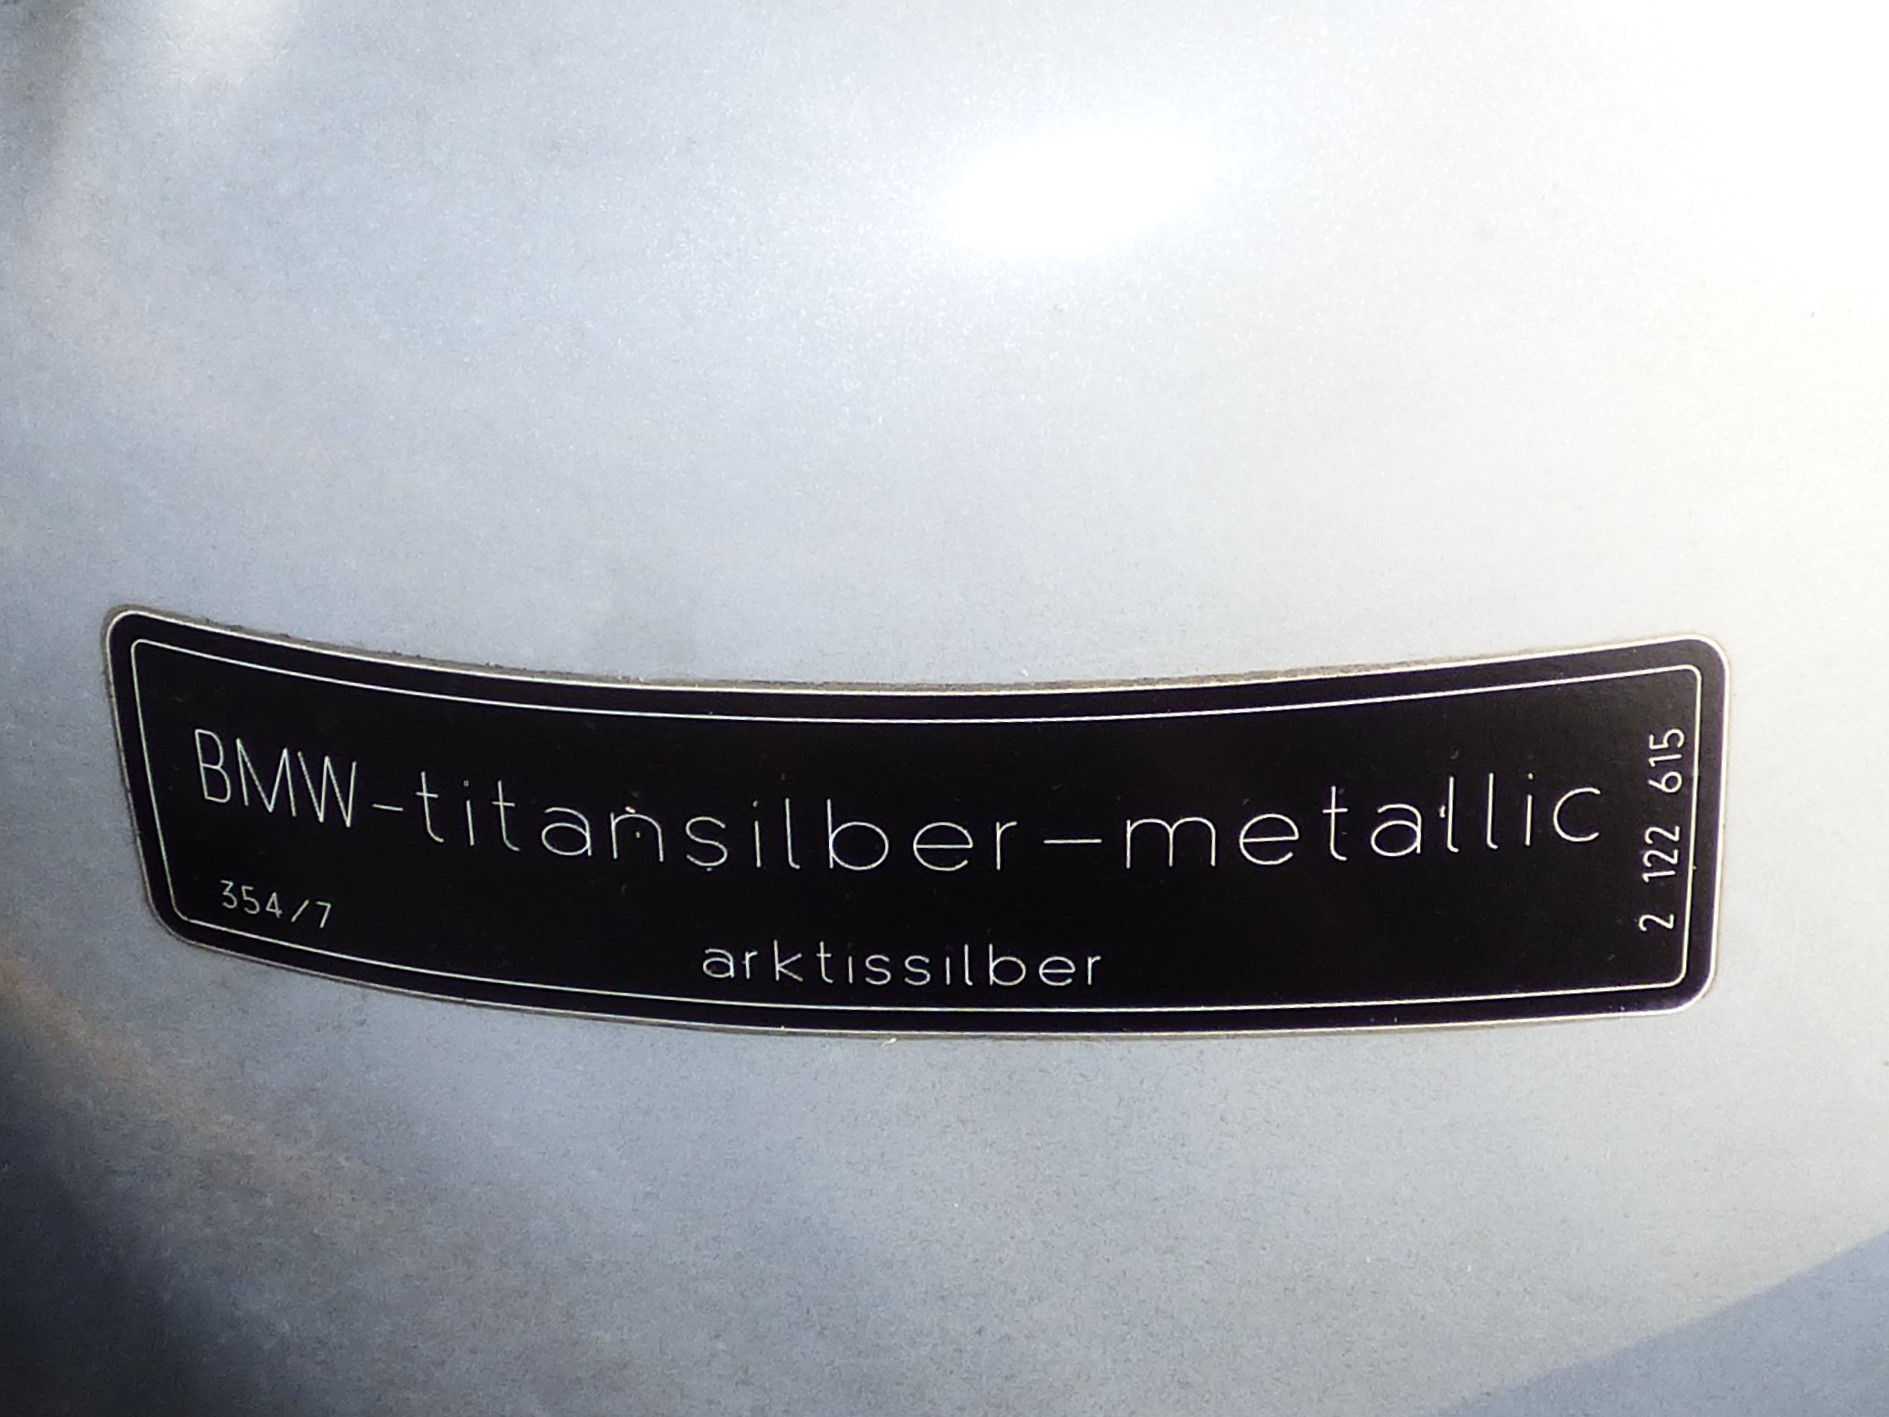 BMW-titansilber-metallic
354/7
arktissilber
2 122 615